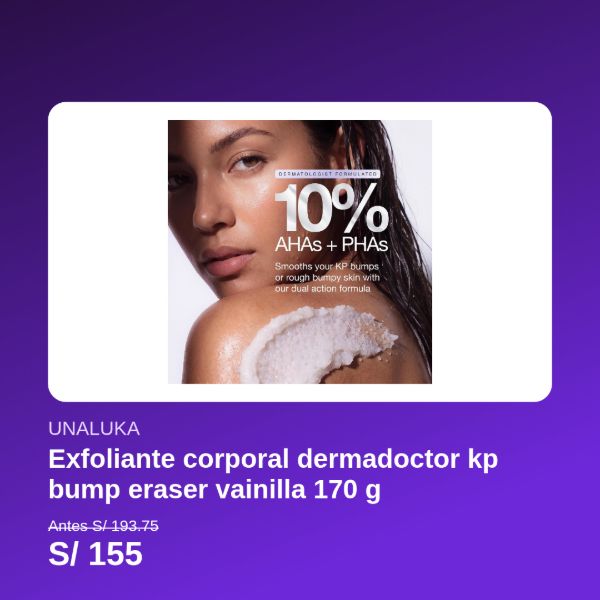 DERMATOLOGIST FORMULATED
10%
AHAs + PHAs
Smooths your KP bumps
or rough bumpy skin with
our dual action formula
UNALUKA
Exfoliante corporal dermadoctor kp
bump eraser vainilla 170 g
Antes S/ 193.75
S/ 155